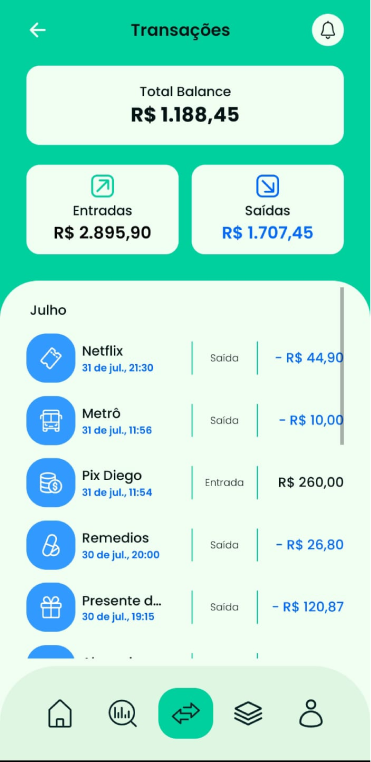 Transações
Total Balance
R$ 1.188,45
Entradas
R$ 2.895,90
Saídas
R$ 1.707,45
Julho
Netflix
31 de jul., 21:30
Saída
- R$ 44,90
Metrô
31 de jul., 11:56
Saída
- R$ 10,00
Pix Diego
31 de jul., 11:54
Entrada
R$ 260,00
Remedios
30 de jul., 20:00
Saída
- R$ 26,80
Presente d...
30 de jul., 19:15
Saída
- R$ 120,87